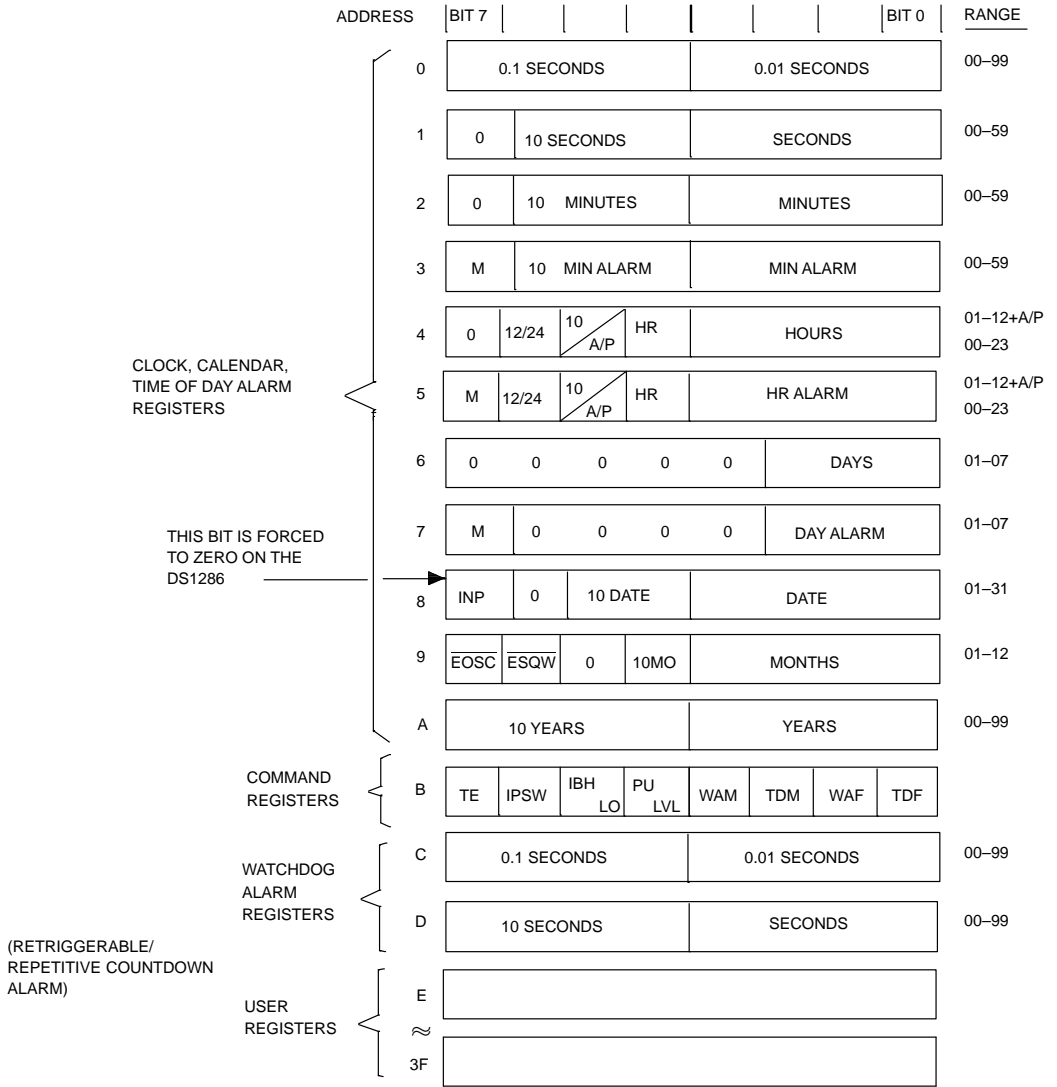 ADDRESS BIT 7 BIT 0 RANGE
0 0.1 SECONDS 0.01 SECONDS 00–99
1 0 10 SECONDS SECONDS 00–59
2 0 10 MINUTES MINUTES 00–59
3 M 10 MIN ALARM MIN ALARM 00–59
4 0 12/24 10 A/P HR HOURS 01–12+A/P 00–23
CLOCK, CALENDAR,
TIME OF DAY ALARM
REGISTERS
5 M 12/24 10 A/P HR HR ALARM 01–12+A/P 00–23
6 0 0 0 0 0 DAYS 01–07
7 M 0 0 0 0 DAY ALARM 01–07
THIS BIT IS FORCED
TO ZERO ON THE
DS1286
8 INP 0 10 DATE DATE 01–31
9 EOSC ESQW 0 10MO MONTHS 01–12
A 10 YEARS YEARS 00–99
COMMAND
REGISTERS
B TE IPSW IBH LO PU LVL WAM TDM WAF TDF
C 0.1 SECONDS 0.01 SECONDS 00–99
WATCHDOG
ALARM
REGISTERS
D 10 SECONDS SECONDS 00–99
(RETRIGGERABLE/
REPETITIVE COUNTDOWN
ALARM)
E
USER
REGISTERS
≈
3F